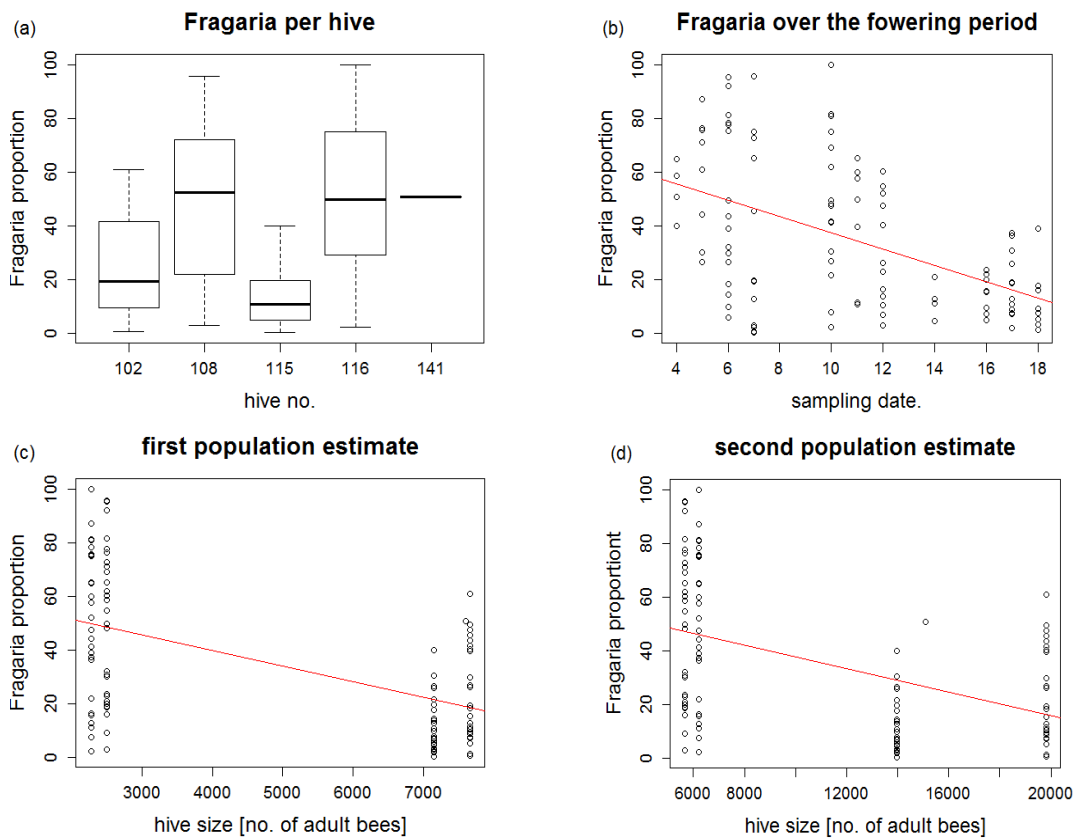 (a)
Fragaria per hive
Fragaria proportion
0
20
40
60
80
100
102
108
115
116
141
hive no.
(b)
Fragaria over the fowering period
Fragaria proportion
0
20
40
60
80
100
4
6
8
10
12
14
16
18
sampling date.
(c)
first population estimate
Fragaria proportion
0
20
40
60
80
100
3000
4000
5000
6000
7000
hive size [no. of adult bees]
(d)
second population estimate
Fragaria proportiont
0
20
40
60
80
100
6000
8000
12000
16000
20000
hive size [no. of adult bees]